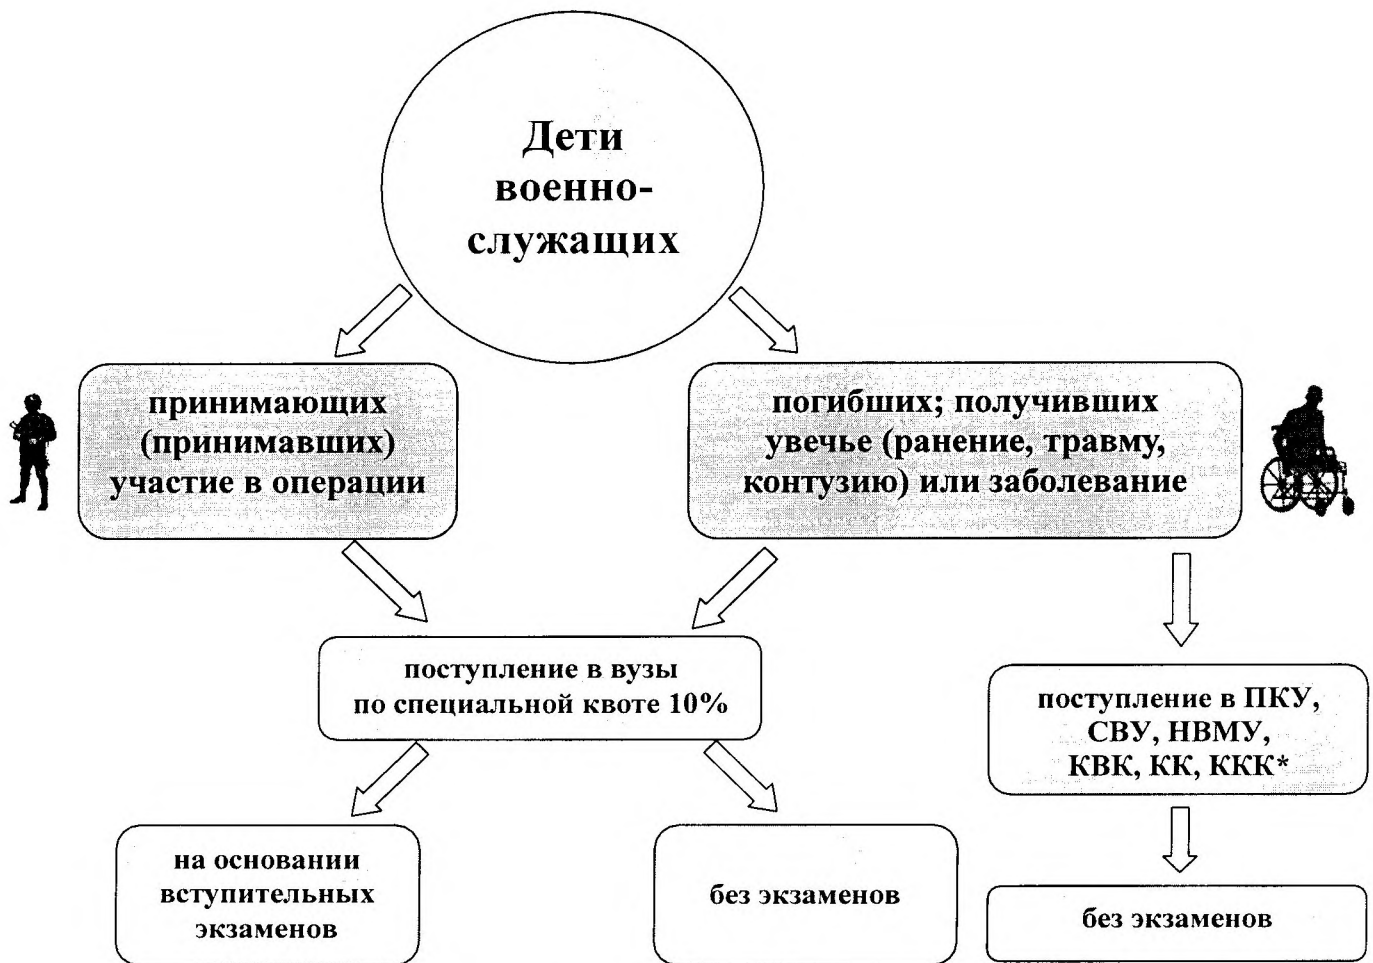 Дети
военно-
служащих
принимающих
(принимавших)
участие в операции
погибших; получивших
увечье (ранение, травму,
контузию) или заболевание
поступление в вузы
по специальной квоте 10%
поступление в ПКУ,
СВУ, НВМУ,
КВК, КК, ККК*
на основании
вступительных
экзаменов
без экзаменов
без экзаменов